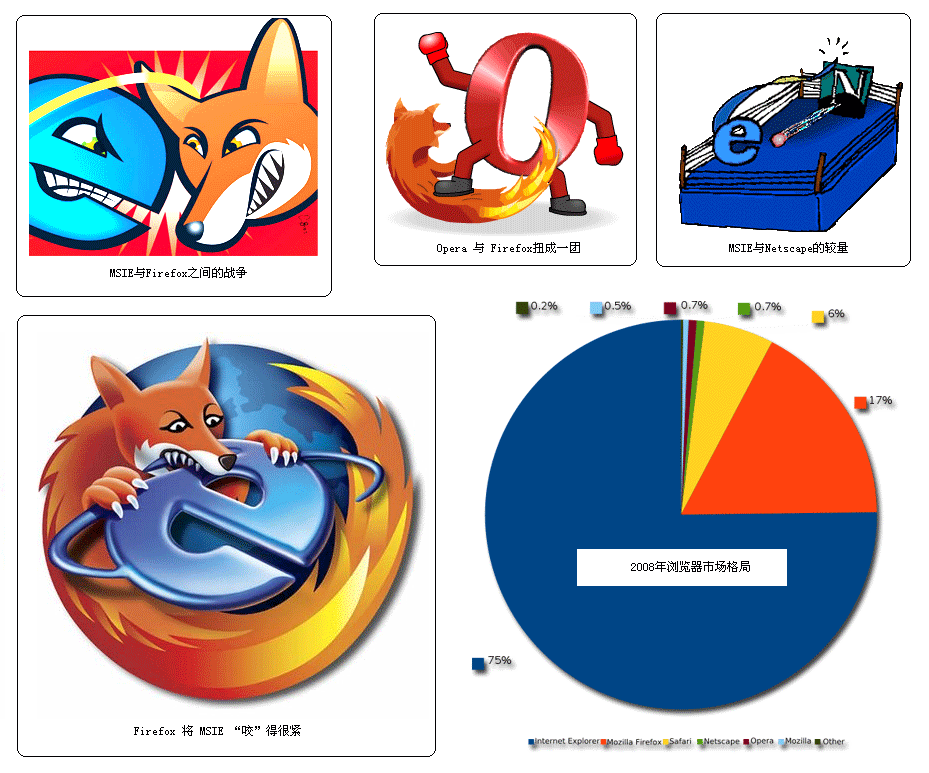 MSIE与Firefox之间的战争
Opera 与 Firefox扭成一团
N
e
MSIE与Netscape的较量
Firefox 将 MSIE “咬”得很紧
0.2%
0.5%
0.7%
0.7%
6%
17%
2008年浏览器市场格局
75%
Internet Explorer Mozilla Firefox Safari Netscape Opera Mozilla Other